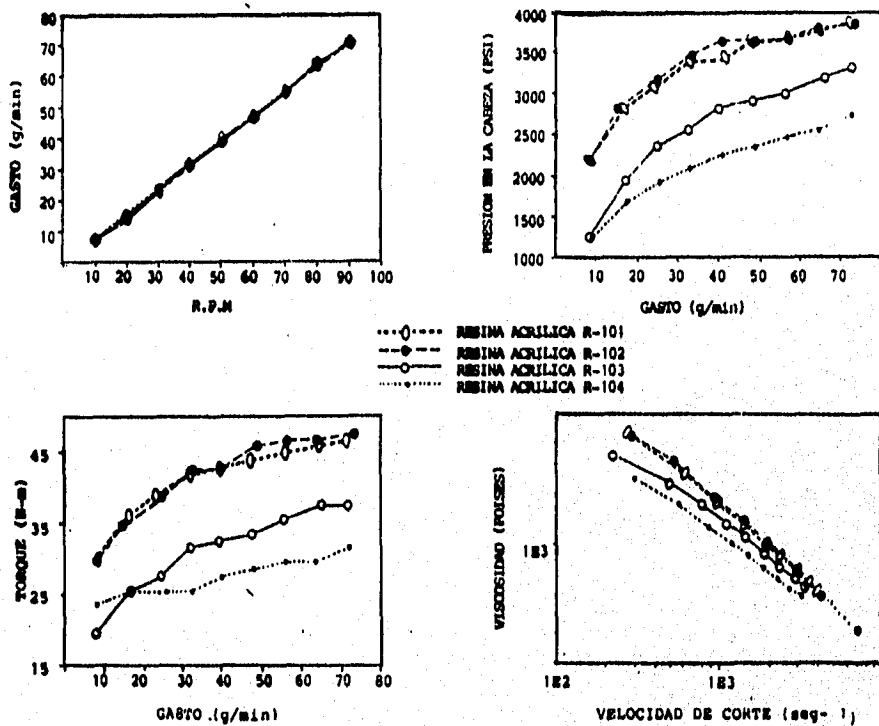 80
70
60
50
40
30
20
10
GASTO (g/min)
10 20 30 40 50 60 70 80 90 100
R.P.M
4000
3500
3000
2500
2000
1500
1000
PRESION EN LA CABEZA (PSI)
10 20 30 40 50 60 70
GASTO (g/min)
RESINA ACRILICA R-101
RESINA ACRILICA R-102
RESINA ACRILICA R-103
RESINA ACRILICA R-104
45
35
25
15
TORQUE (N-m)
10 20 30 40 50 60 70 80
GASTO .(g/min)
1E3
VISCOSIDAD (POISES)
1E2 1E3
VELOCIDAD DE CORTE (seg- 1)